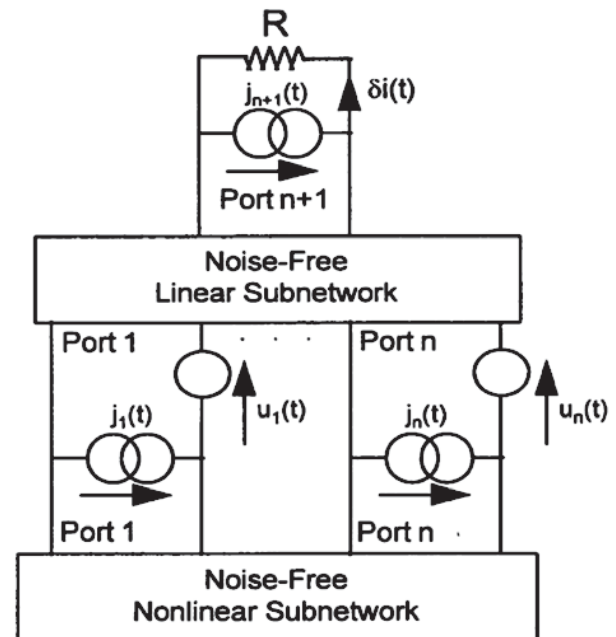 R
j_{n+1}(t)
δi(t)
Port n+1
Noise-Free
Linear Subnetwork
Port 1
. . .
Port n
j_1(t)
u_1(t)
j_n(t)
u_n(t)
Port 1
Port n
Noise-Free
Nonlinear Subnetwork